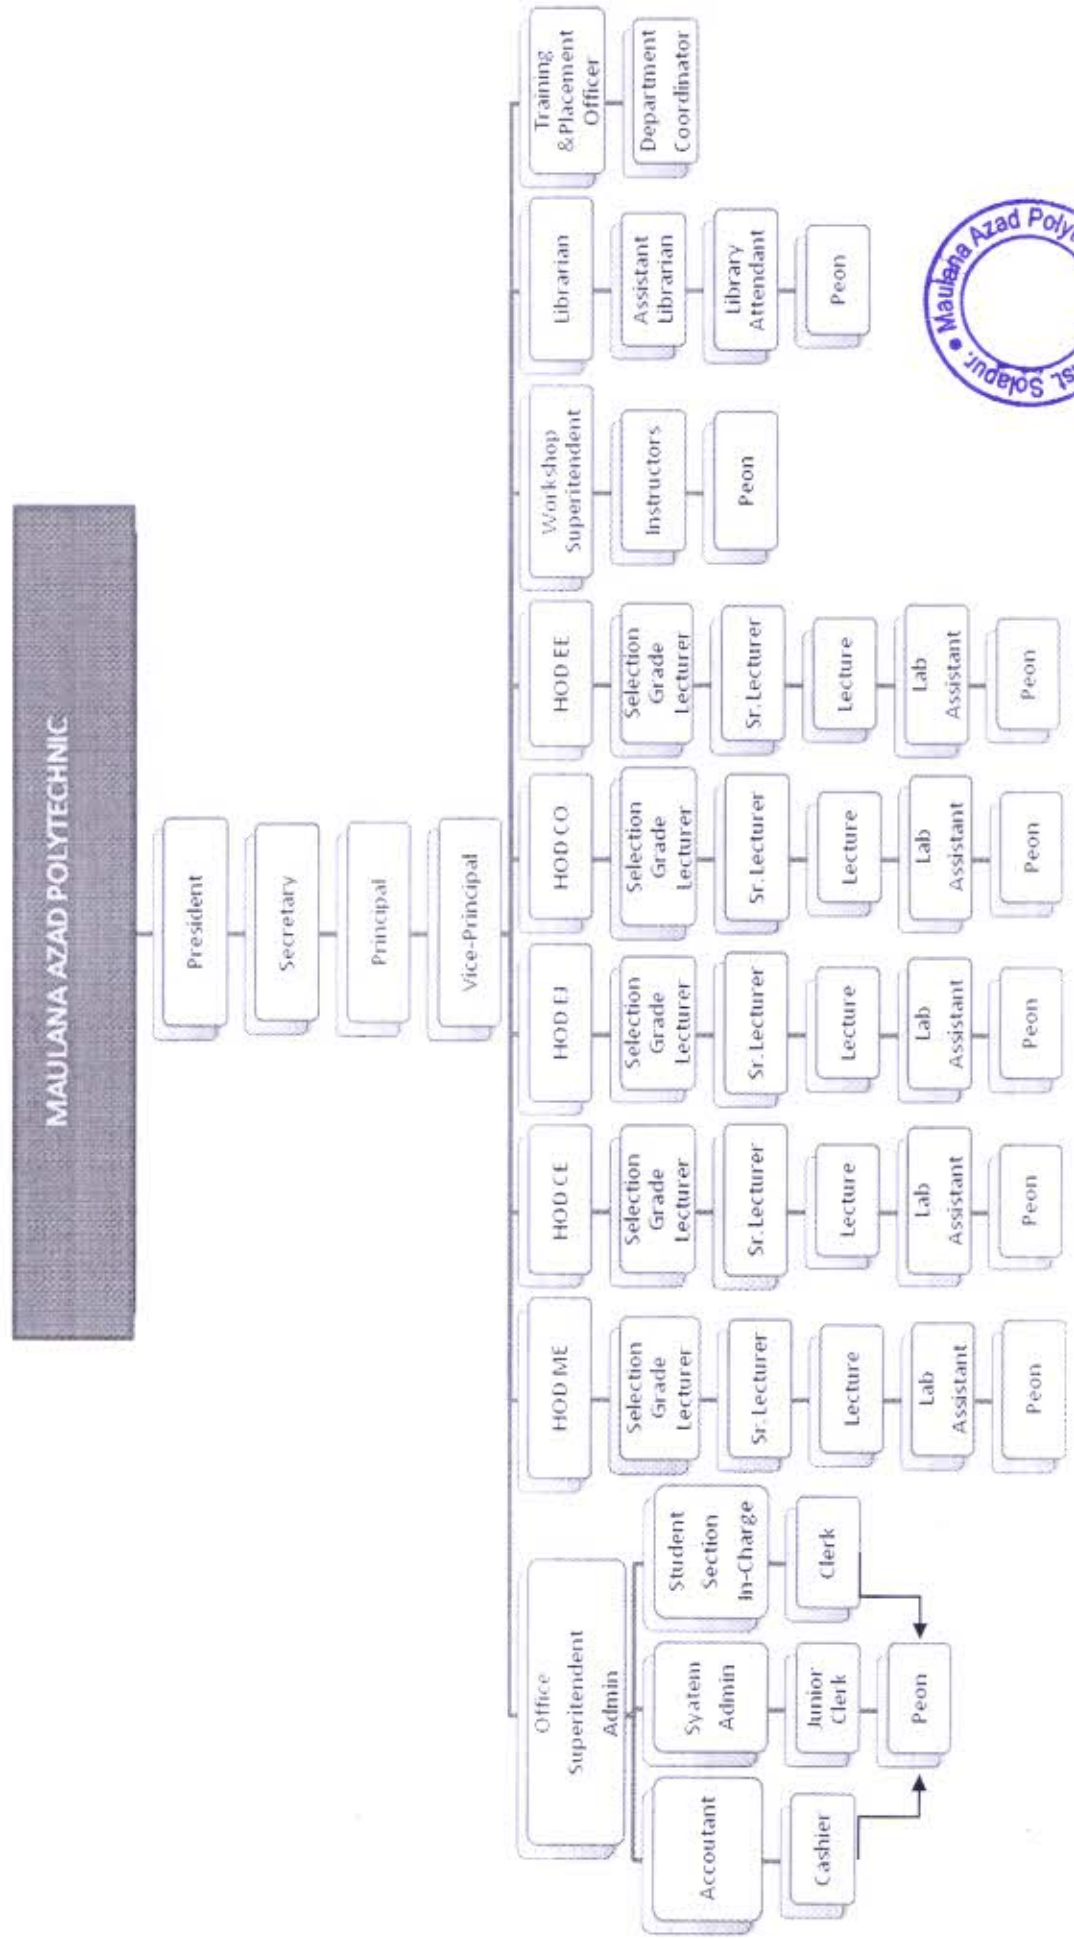 MAULANA AZAD POLYTECHNIC
President
Secretary
Principal
Vice-Principal
Office
Superitendent
Admin
Accoutant
Cashier
Syatem
Admin
Junior
Clerk
Student
Section
In-Charge
Clerk
Peon
HOD ME
Selection
Grade
Lecturer
Sr. Lecturer
Lecture
Lab
Assistant
Peon
HOD CE
Selection
Grade
Lecturer
Sr. Lecturer
Lecture
Lab
Assistant
Peon
HOD EJ
Selection
Grade
Lecturer
Sr. Lecturer
Lecture
Lab
Assistant
Peon
HOD CO
Selection
Grade
Lecturer
Sr. Lecturer
Lecture
Lab
Assistant
Peon
HOD EE
Selection
Grade
Lecturer
Sr. Lecturer
Lecture
Lab
Assistant
Peon
Workshop
Superitendent
Instructors
Peon
Librarian
Assistant
Librarian
Library
Attendant
Peon
Training
&Placement
Officer
Department
Coordinator
Maulana Azad
Solapur.